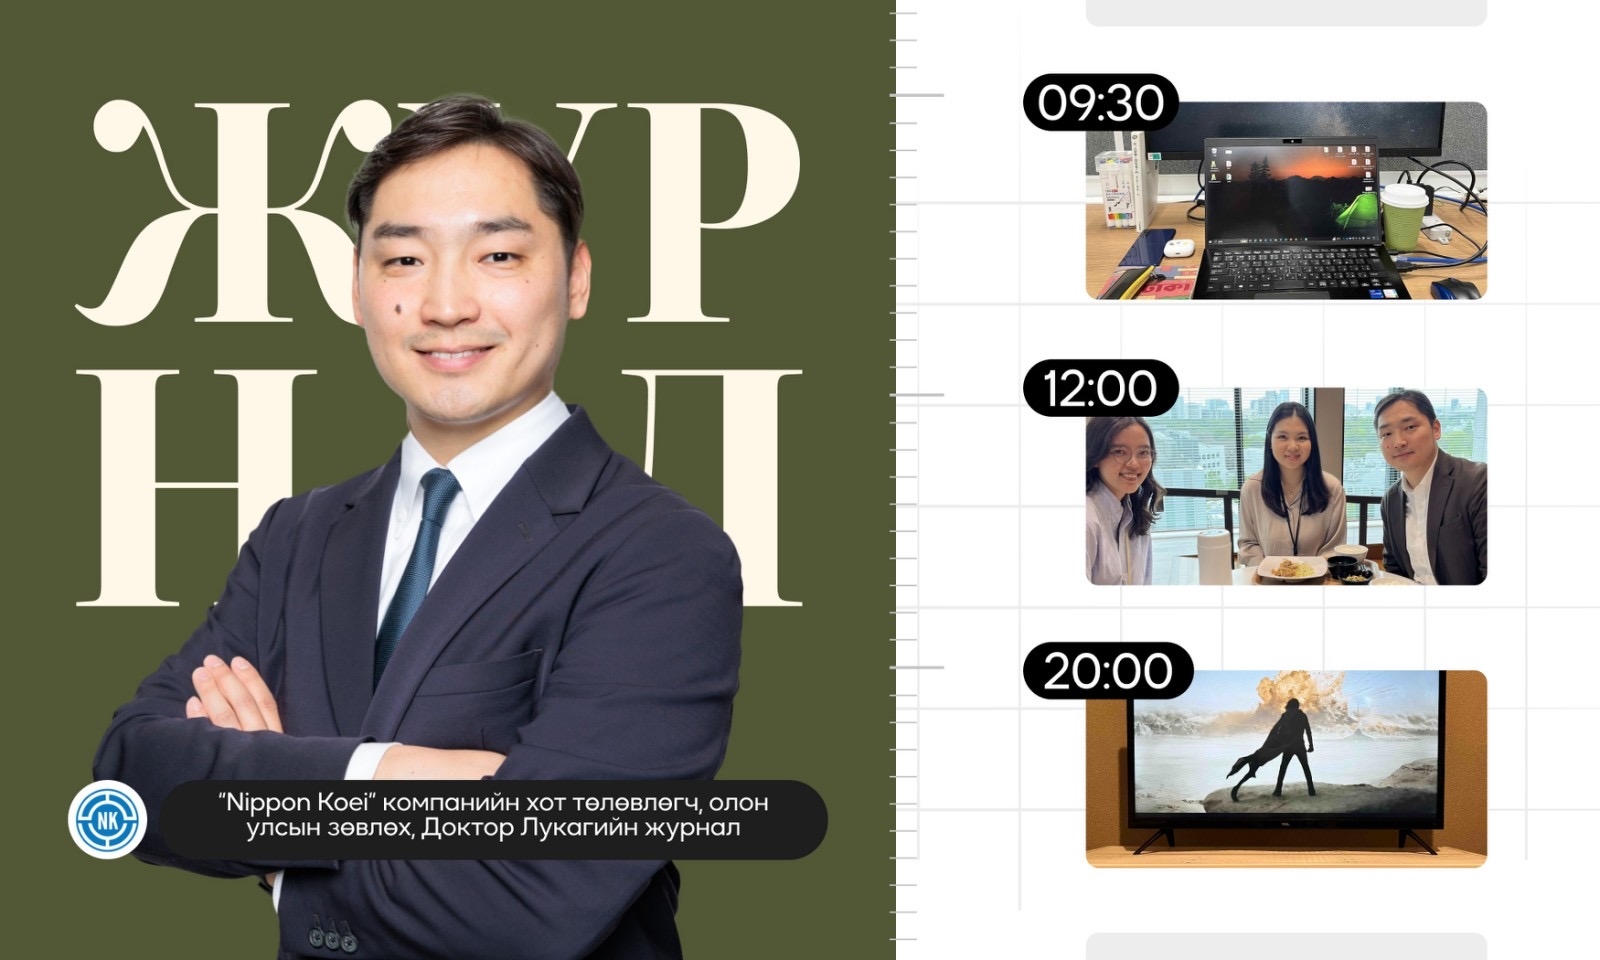 ЖУР
НАЛ
"Nippon Koei" компанийн хот төлөвлөгч, олон
улсын зөвлөх, Доктор Лукагийн журнал
NK
09:30
12:00
20:00